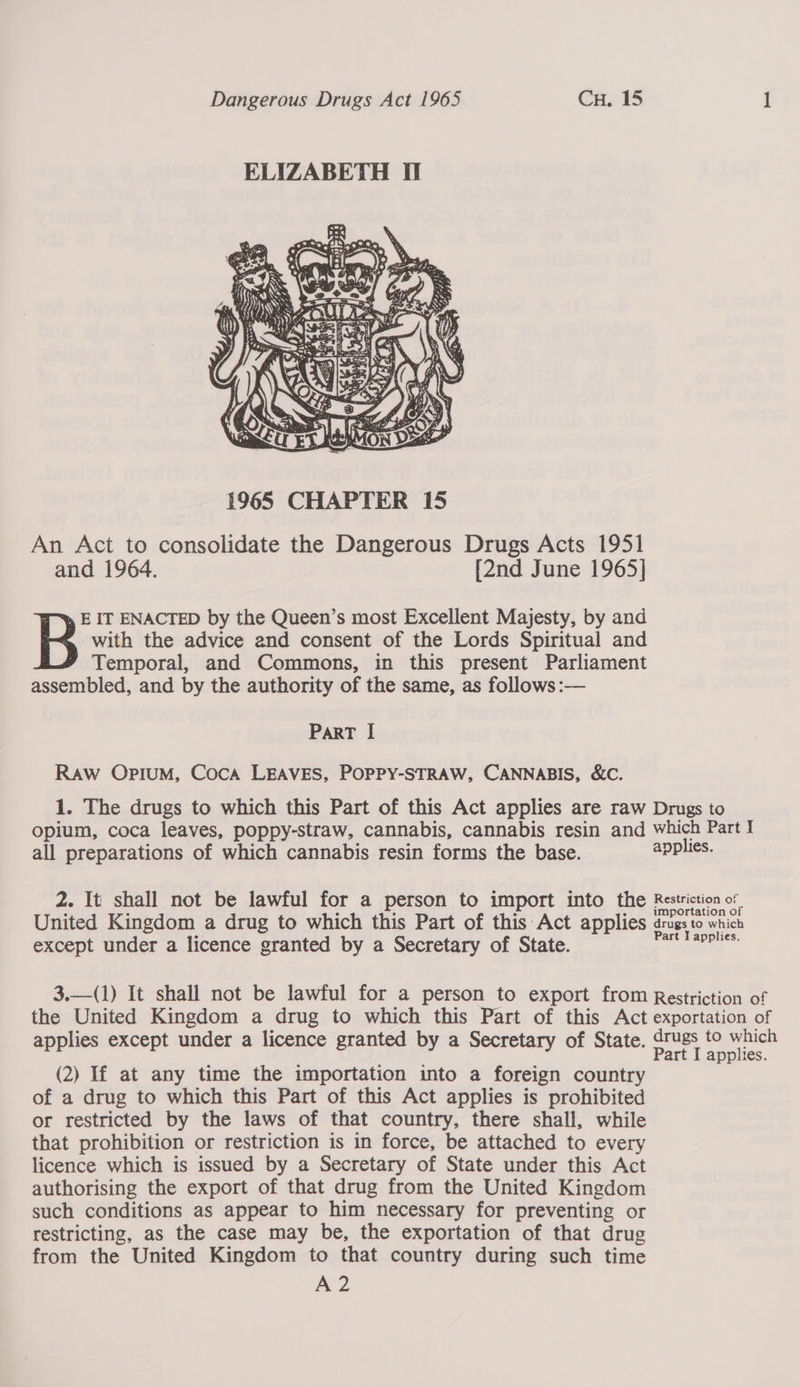 Dangerous Drugs Act 1965 CH. 15 1
ELIZABETH II
DIEU ET MON DROIT
1965 CHAPTER 15
An Act to consolidate the Dangerous Drugs Acts 1951
and 1964. [2nd June 1965]
BE IT ENACTED by the Queen's most Excellent Majesty, by and
with the advice and consent of the Lords Spiritual and
Temporal, and Commons, in this present Parliament
assembled, and by the authority of the same, as follows:—
PART I
RAW OPIUM, COCA LEAVES, POPPY-STRAW, CANNABIS, &C.
1. The drugs to which this Part of this Act applies are raw
opium, coca leaves, poppy-straw, cannabis, cannabis resin and
all preparations of which cannabis resin forms the base.
Drugs to
which Part I
applies.
2. It shall not be lawful for a person to import into the
United Kingdom a drug to which this Part of this Act applies
except under a licence granted by a Secretary of State.
Restriction of
importation of
drugs to which
Part I applies.
3.—(1) It shall not be lawful for a person to export from
the United Kingdom a drug to which this Part of this Act
applies except under a licence granted by a Secretary of State.
Restriction of
exportation of
drugs to which
Part I applies.
(2) If at any time the importation into a foreign country
of a drug to which this Part of this Act applies is prohibited
or restricted by the laws of that country, there shall, while
that prohibition or restriction is in force, be attached to every
licence which is issued by a Secretary of State under this Act
authorising the export of that drug from the United Kingdom
such conditions as appear to him necessary for preventing or
restricting, as the case may be, the exportation of that drug
from the United Kingdom to that country during such time
A 2